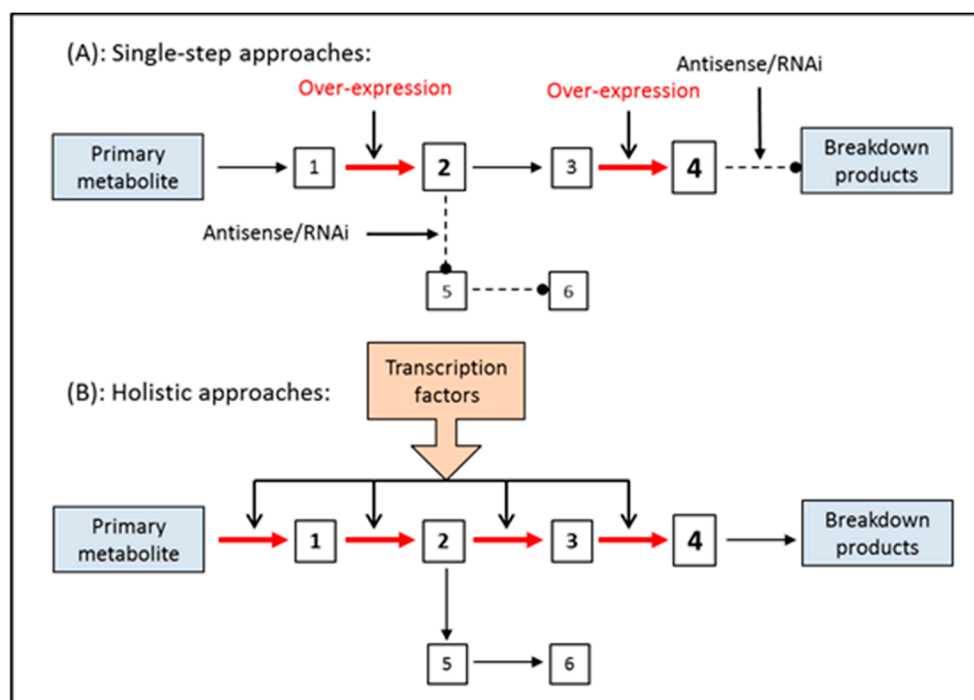 (A): Single-step approaches:
Antisense/RNAi
Over-expression
Over-expression
Primary
metabolite
1
2
3
4
Breakdown
products
Antisense/RNAi
5
6
Transcription
factors
(B): Holistic approaches:
Primary
metabolite
1
2
3
4
Breakdown
products
5
6